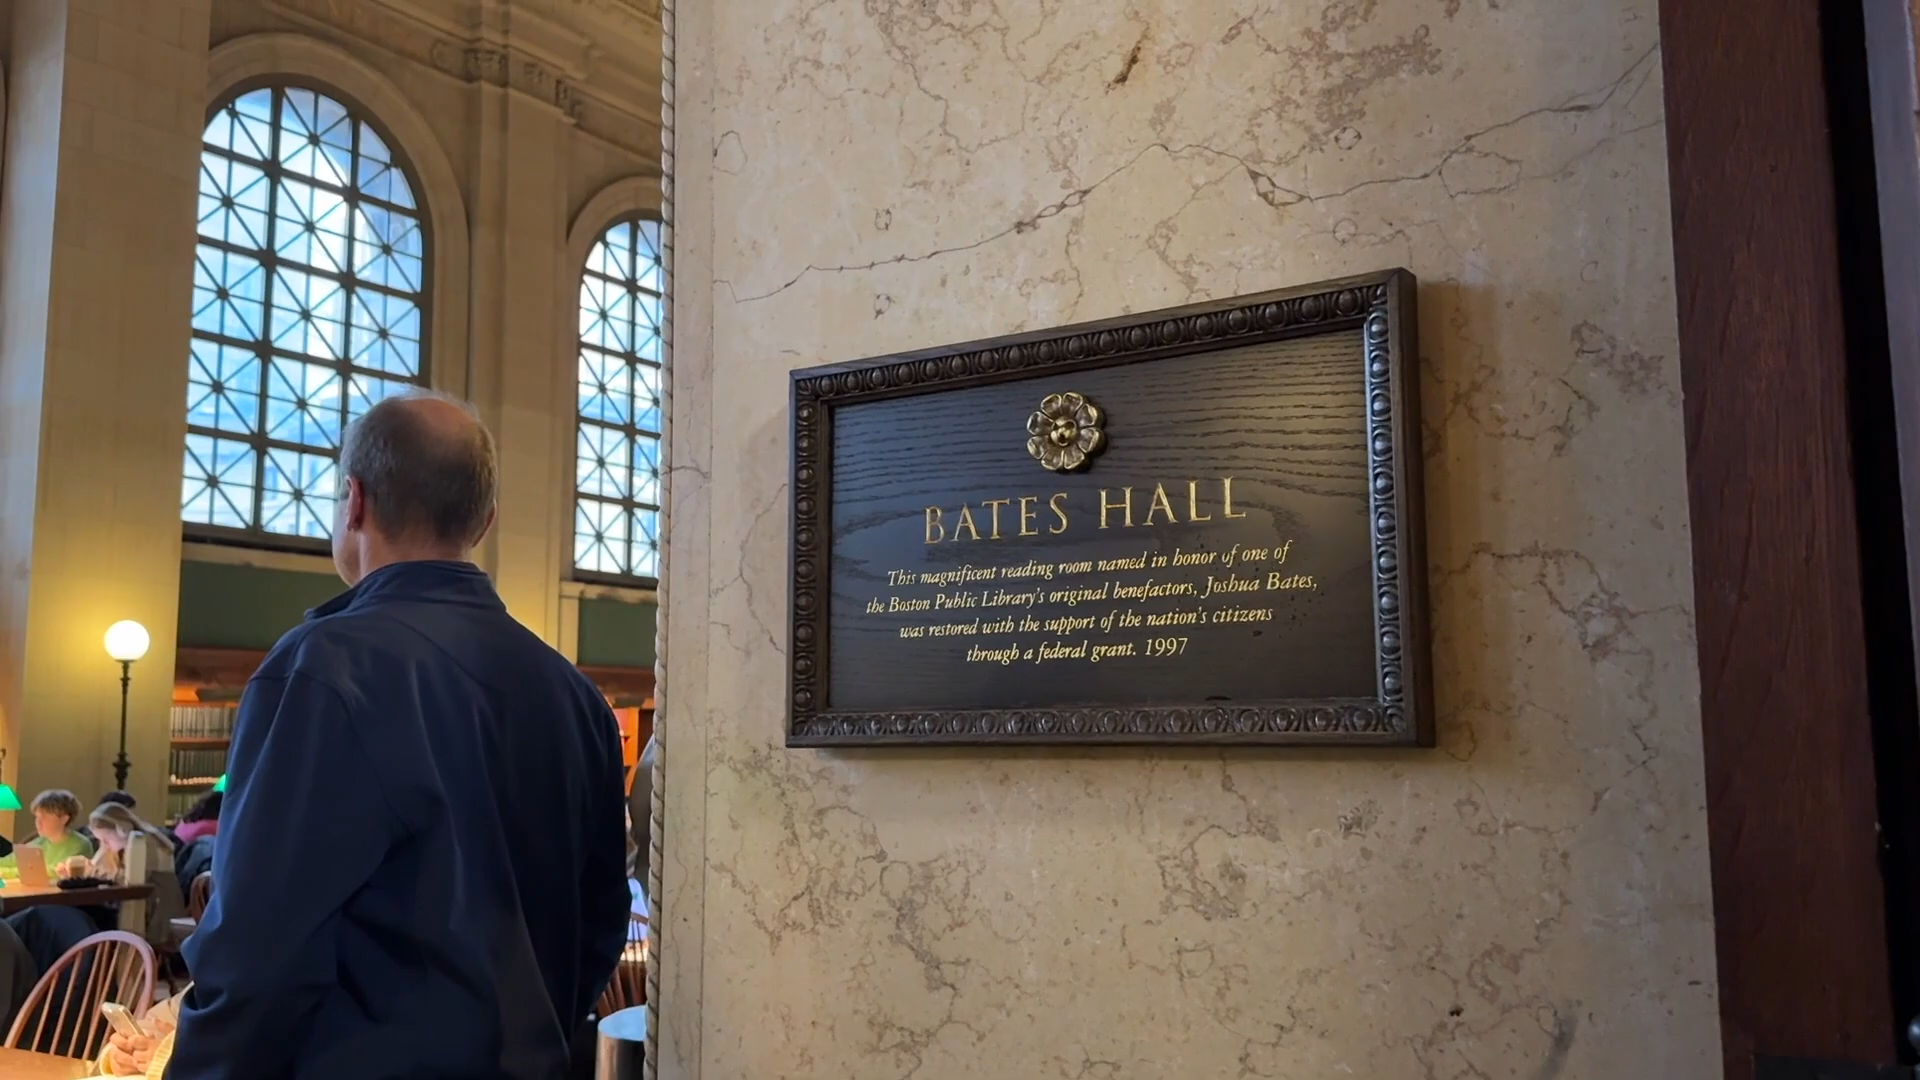 BATES HALL
This magnificent reading room named in honor of one of
the Boston Public Library's original benefactors, Joshua Bates,
was restored with the support of the nation's citizens
through a federal grant. 1997